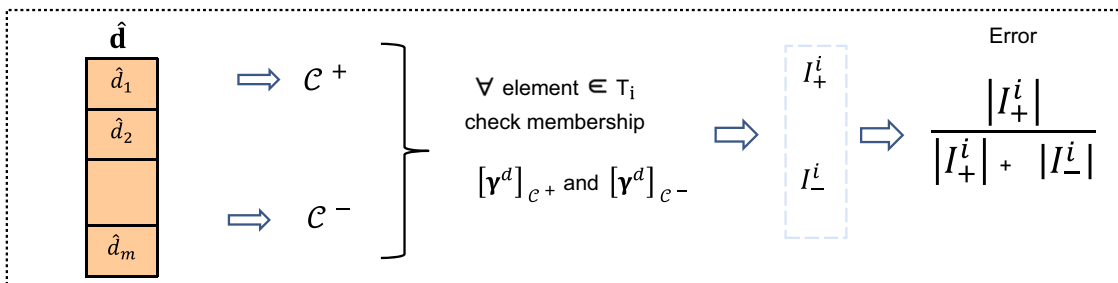 d̂
d̂₁
d̂₂
d̂ₘ
𝒞 +
𝒞 −
∀ element ∈ Tᵢ
check membership
[𝛄ᵈ]𝒞 + and [𝛄ᵈ]𝒞 −
I₊ⁱ
I₋ⁱ
Error
|I₊ⁱ|
|I₊ⁱ| + |I₋ⁱ|